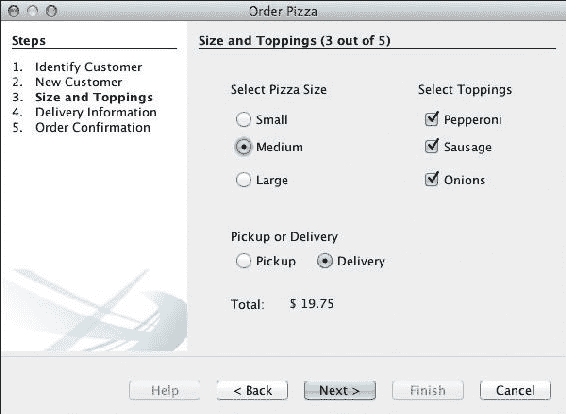 Order Pizza
Steps
1. Identify Customer
2. New Customer
3. Size and Toppings
4. Delivery Information
5. Order Confirmation
Size and Toppings (3 out of 5)
Select Pizza Size
Small
Medium
Large
Select Toppings
Pepperoni
Sausage
Onions
Pickup or Delivery
Pickup Delivery
Total: $ 19.75
Help < Back Next > Finish Cancel